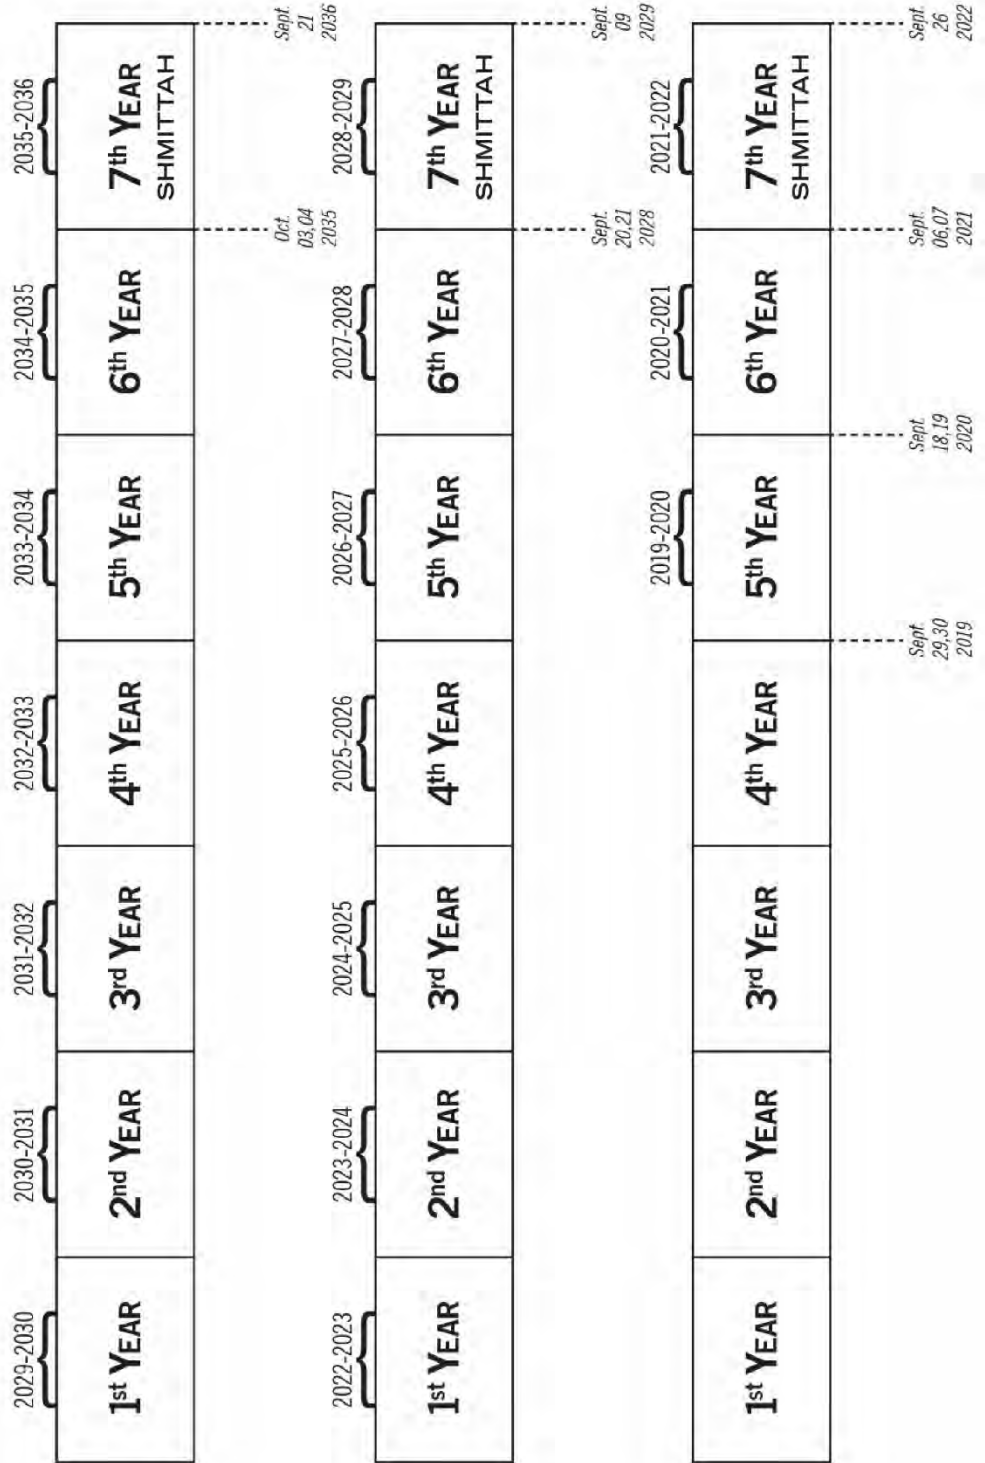 2029-2030
2030-2031
2031-2032
2032-2033
2033-2034
2034-2035
2035-2036
1st YEAR
2nd YEAR
3rd YEAR
4th YEAR
5th YEAR
6th YEAR
7th YEAR
SHMITTAH
Oct.
03,04
2035
Sept.
21
2036
2022-2023
2023-2024
2024-2025
2025-2026
2026-2027
2027-2028
2028-2029
1st YEAR
2nd YEAR
3rd YEAR
4th YEAR
5th YEAR
6th YEAR
7th YEAR
SHMITTAH
Sept.
20,21
2028
Sept.
09
2029
2019-2020
2020-2021
2021-2022
1st YEAR
2nd YEAR
3rd YEAR
4th YEAR
5th YEAR
6th YEAR
7th YEAR
SHMITTAH
Sept.
29,30
2019
Sept.
18,19
2020
Sept.
06,07
2021
Sept.
26
2022